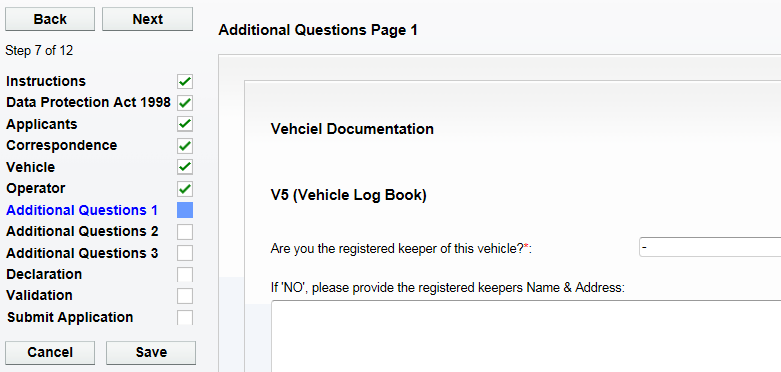 Back Next
Step 7 of 12
Instructions
Data Protection Act 1998
Applicants
Correspondence
Vehicle
Operator
Additional Questions 1
Additional Questions 2
Additional Questions 3
Declaration
Validation
Submit Application
Cancel Save
Additional Questions Page 1
Vehciel Documentation
V5 (Vehicle Log Book)
Are you the registered keeper of this vehicle?*: -
If 'NO', please provide the registered keepers Name & Address: